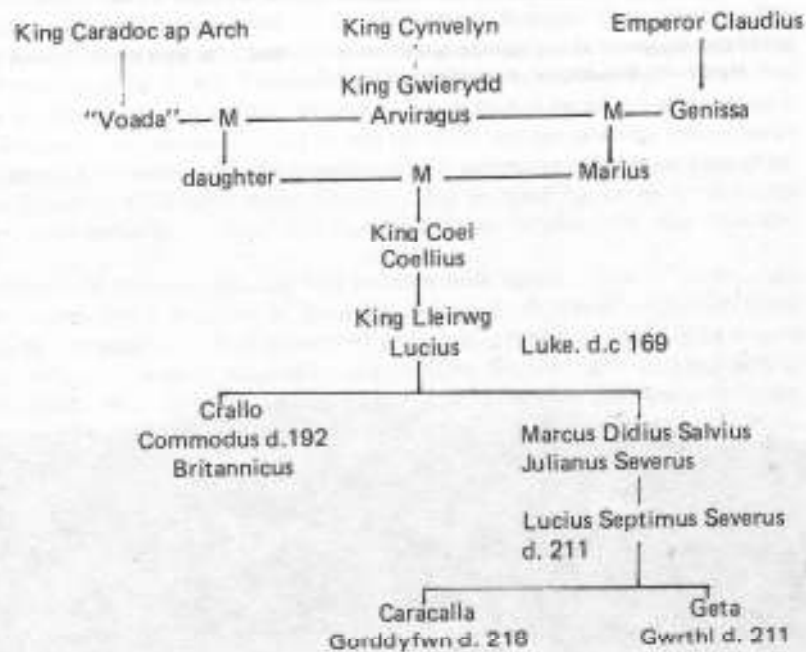 King Caradoc ap Arch King Cynvelyn Emperor Claudius
King Gwierydd
"Voada" M Arviragus M Genissa
daughter M Marius
King Coel
Coellius
King Lleirwg
Lucius Luke. d.c 169
Crallo
Commodus d.192
Britannicus
Marcus Didius Salvius
Julianus Severus
Lucius Septimus Severus
d. 211
Caracalla Geta
Gorddyfwn d. 218 Gwrthl d. 211